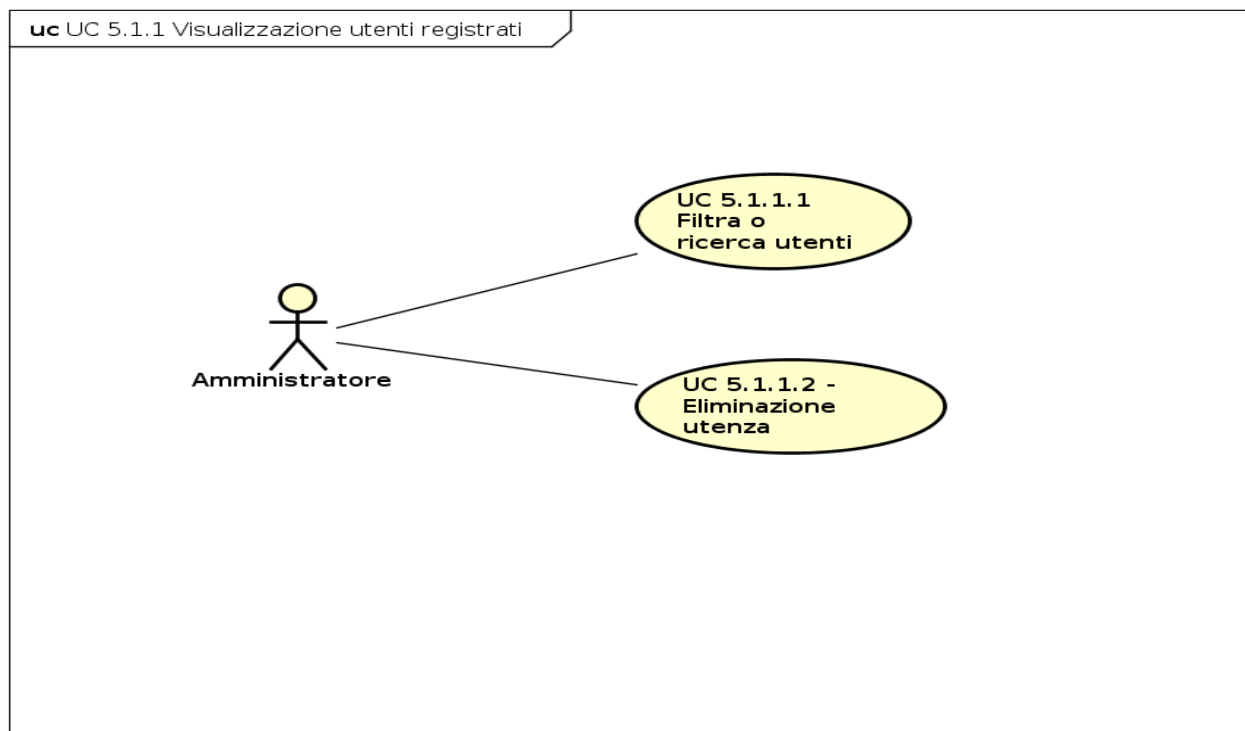 uc UC 5.1.1 Visualizzazione utenti registrati
UC 5.1.1.1
Filtra o
ricerca utenti
Amministratore
UC 5.1.1.2 -
Eliminazione
utenza